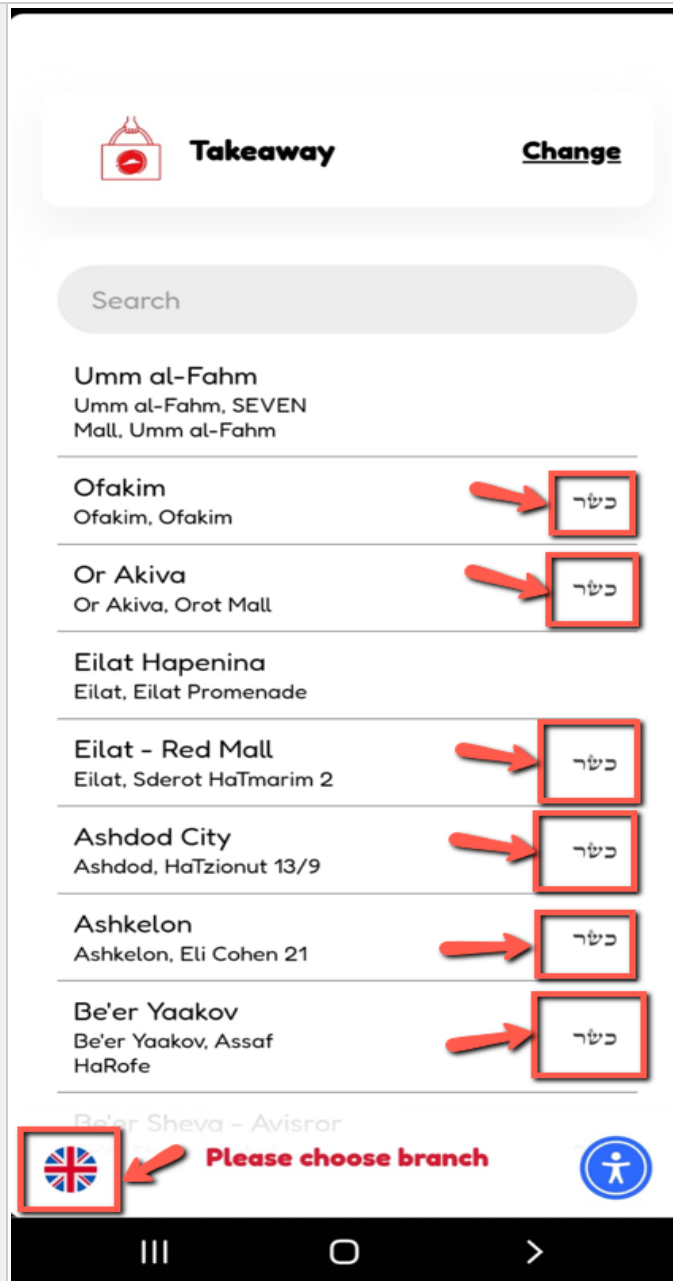 Takeaway
Change
Search
Umm al-Fahm
Umm al-Fahm, SEVEN
Mall, Umm al-Fahm
Ofakim
Ofakim, Ofakim
כשר
Or Akiva
Or Akiva, Orot Mall
כשר
Eilat Hapenina
Eilat, Eilat Promenade
Eilat - Red Mall
Eilat, Sderot HaTmarim 2
כשר
Ashdod City
Ashdod, HaTzionut 13/9
כשר
Ashkelon
Ashkelon, Eli Cohen 21
כשר
Be'er Yaakov
Be'er Yaakov, Assaf
HaRofe
כשר
Be'er Sheva - Avisror
Please choose branch